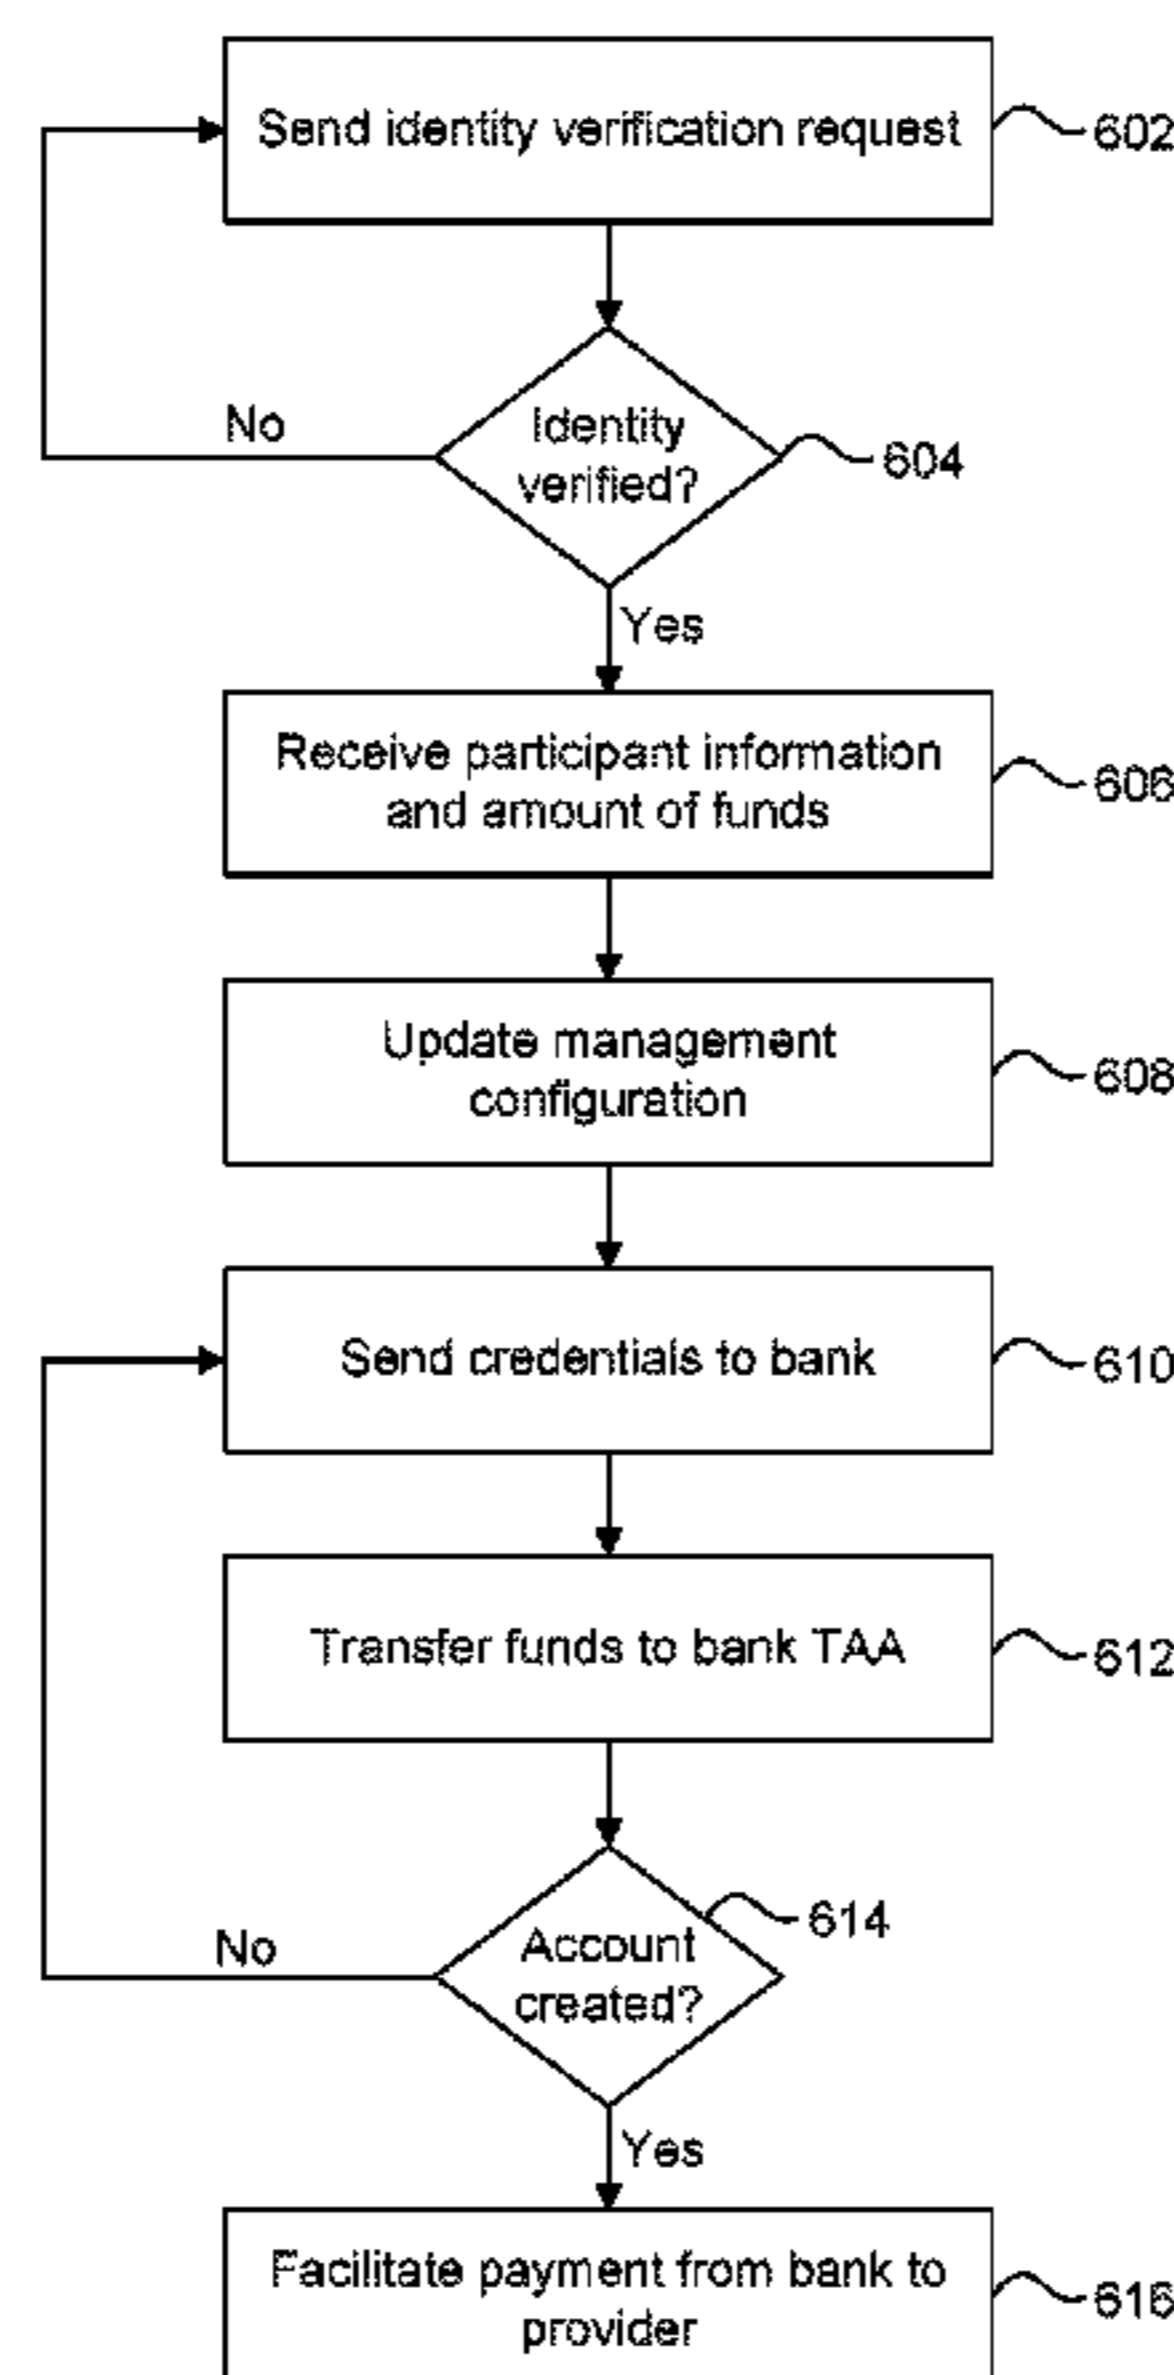 Send identity verification request
602
No
Identity
verified?
604
Yes
Receive participant information
and amount of funds
606
Update management
configuration
608
Send credentials to bank
610
Transfer funds to bank TAA
612
614
No
Account
created?
Yes
Facilitate payment from bank to
provider
616